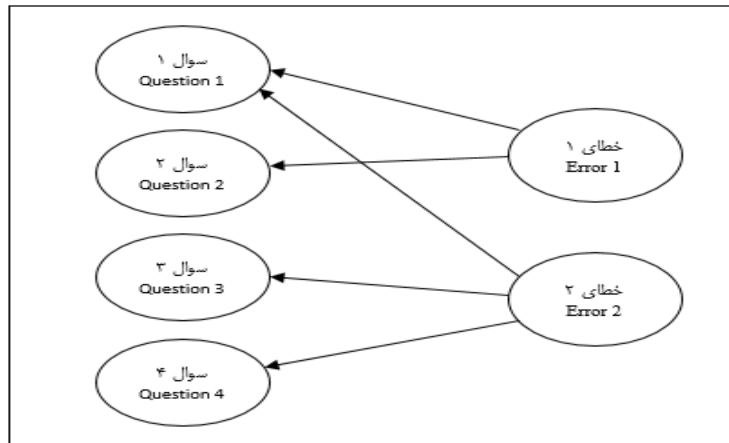 سوال ۱
Question 1
خطای ۱
Error 1
سوال ۲
Question 2
سوال ۳
Question 3
خطای ۲
Error 2
سوال ۴
Question 4